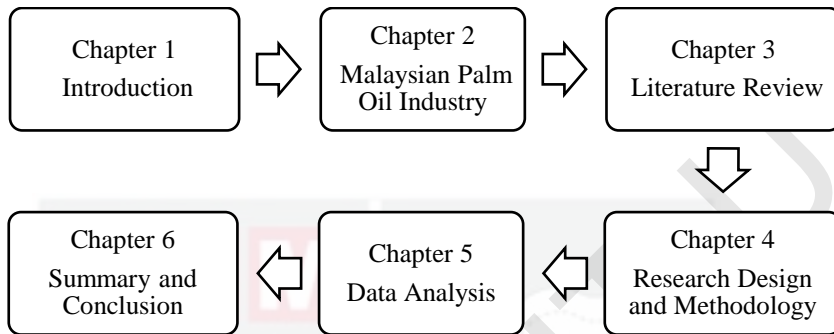 Chapter 1
Introduction
Chapter 2
Malaysian Palm
Oil Industry
Chapter 3
Literature Review
Chapter 4
Research Design
and Methodology
Chapter 5
Data Analysis
Chapter 6
Summary and
Conclusion